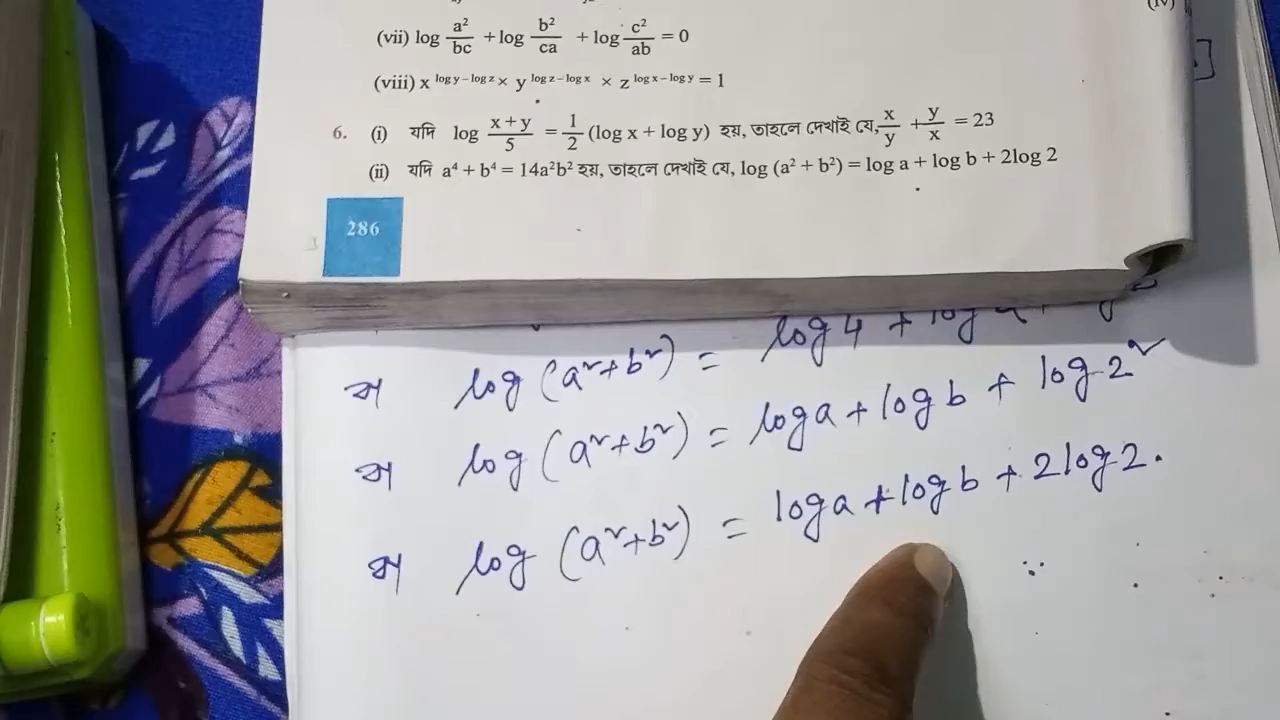 (iv)
(vii) log a²/bc + log b²/ca + log c²/ab = 0
(viii) x^(log y – log z) × y^(log z – log x) × z^(log x – log y) = 1
6. (i) যদি log (x+y)/5 = 1/2 (log x + log y) হয়, তাহলে দেখাই যে, x/y + y/x = 23
(ii) যদি a⁴ + b⁴ = 14a²b² হয়, তাহলে দেখাই যে, log (a² + b²) = log a + log b + 2log 2
286
বা log (a²+b²) = log 4 + log
বা log (a²+b²) = log a + log b + log 2²
বা log (a²+b²) = log a + log b + 2 log 2.